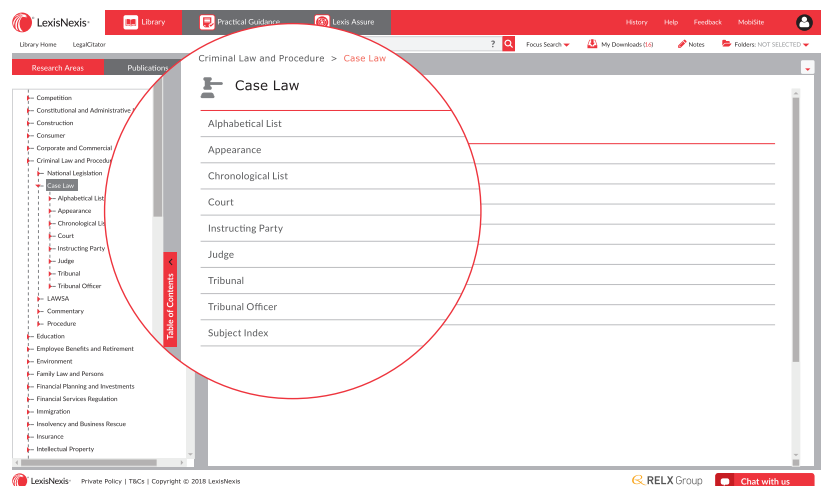 LexisNexis®
Library
Practical Guidance
Lexis Assure
History
Help
Feedback
MobiSite
Library Home
LegalCitator
?
Focus Search
My Downloads (16)
Notes
Folders: NOT SELECTED
Research Areas
Publications
Competition
Constitutional and Administrative
Construction
Consumer
Corporate and Commercial
Criminal Law and Procedu
National Legislation
Case Law
Alphabetical List
Appearance
Chronological Lis
Court
Instructing Party
Judge
Tribunal
Tribunal Officer
LAWSA
Commentary
Procedure
Education
Employee Benefits and Retirement
Environment
Family Law and Persons
Financial Planning and Investments
Financial Services Regulation
Immigration
Insolvency and Business Rescue
Insurance
Intellectual Property
Table of Contents
Criminal Law and Procedure > Case Law
Case Law
Alphabetical List
Appearance
Chronological List
Court
Instructing Party
Judge
Tribunal
Tribunal Officer
Subject Index
LexisNexis® Private Policy | T&Cs | Copyright © 2018 LexisNexis
RELX Group
Chat with us